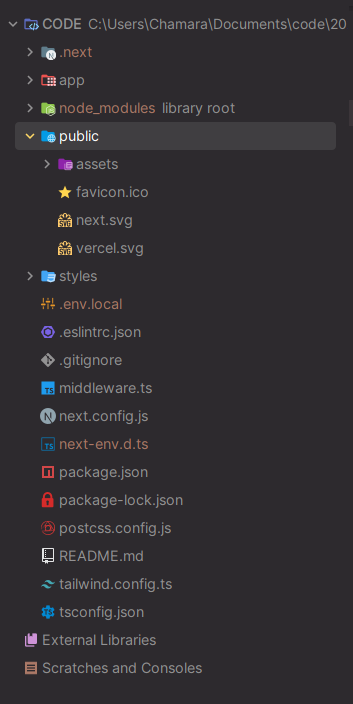 CODE C:\Users\Chamara\Documents\code\20
.next
app
node_modules library root
public
assets
favicon.ico
next.svg
vercel.svg
styles
.env.local
.eslintrc.json
.gitignore
middleware.ts
next.config.js
next-env.d.ts
package.json
package-lock.json
postcss.config.js
README.md
tailwind.config.ts
tsconfig.json
External Libraries
Scratches and Consoles